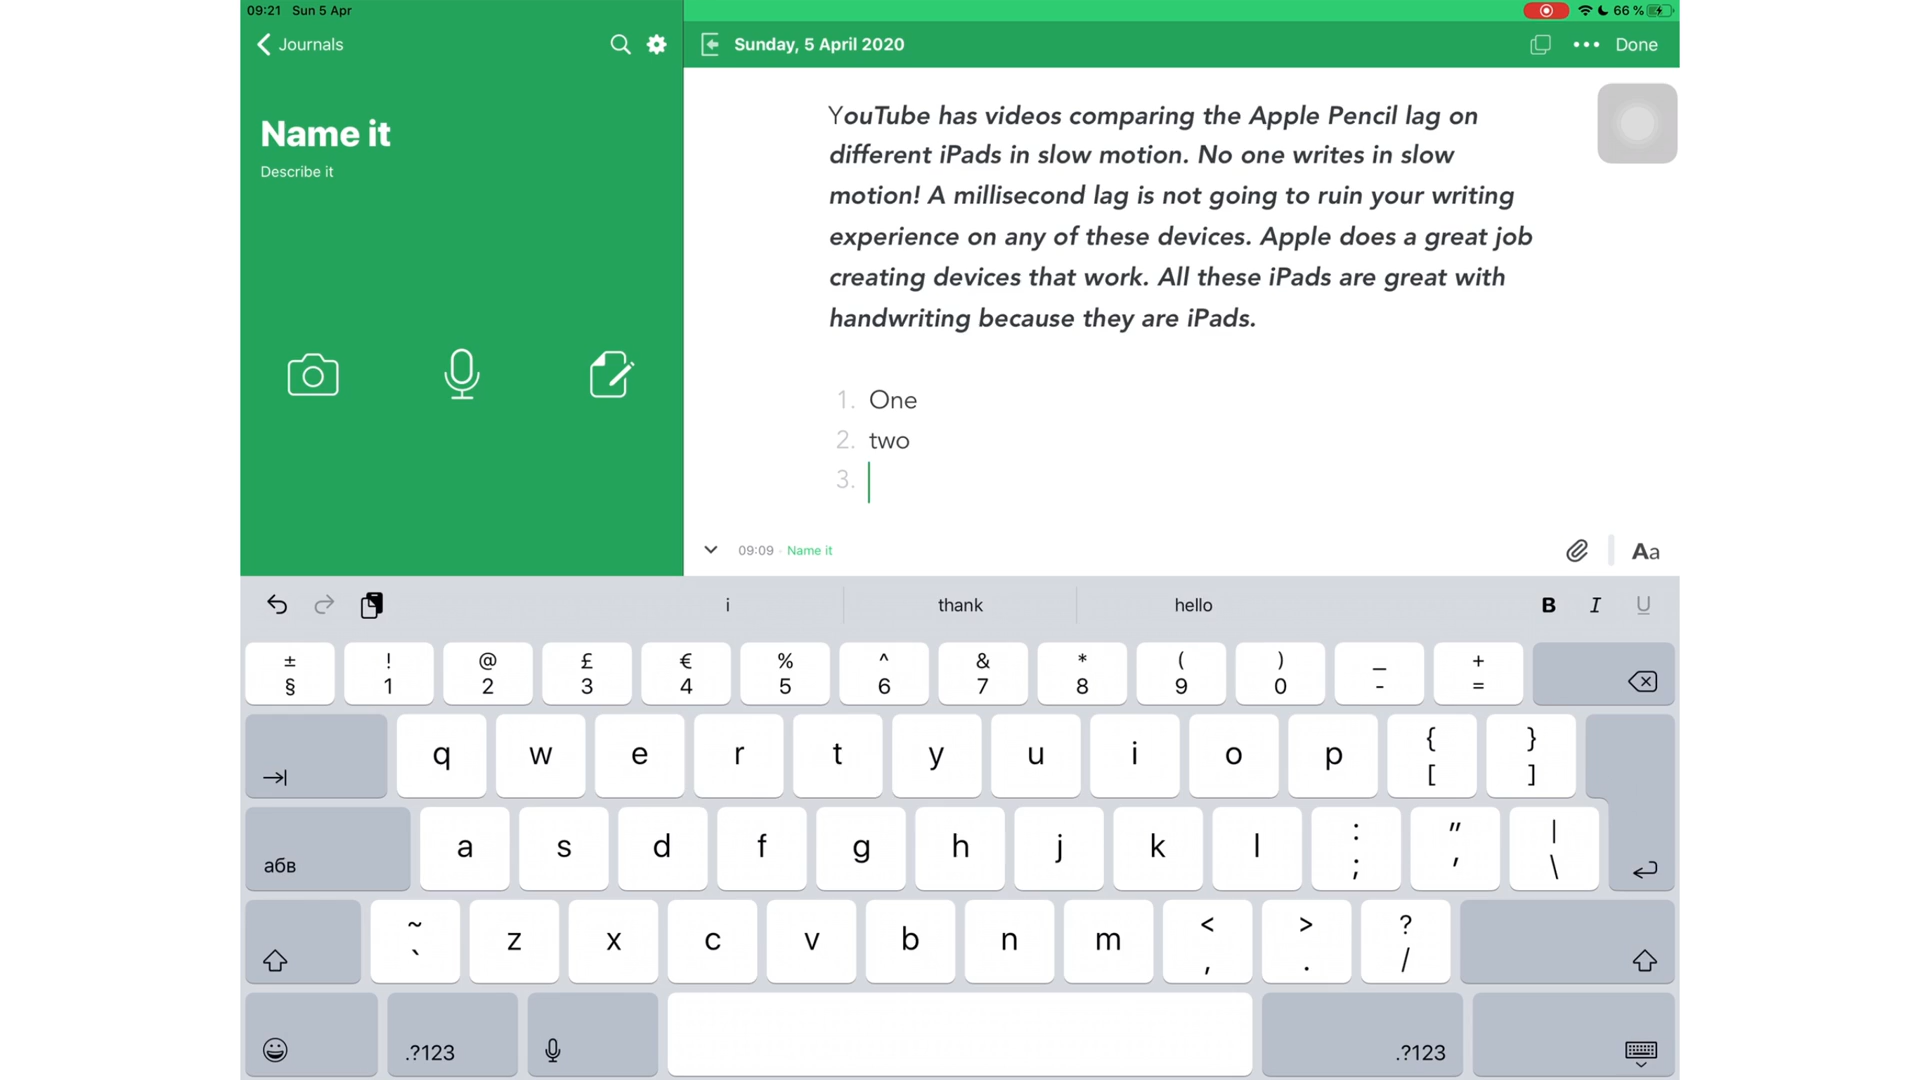 09:21 Sun 5 Apr
66 %
Journals
Sunday, 5 April 2020
Done
Name it
Describe it
YouTube has videos comparing the Apple Pencil lag on
different iPads in slow motion. No one writes in slow
motion! A millisecond lag is not going to ruin your writing
experience on any of these devices. Apple does a great job
creating devices that work. All these iPads are great with
handwriting because they are iPads.
1. One
2. two
3.
09:09 · Name it
Aa
i thank hello
B I U
± ! @ £ € % ^ & * ( ) _ +
§ 1 2 3 4 5 6 7 8 9 0 - =
q w e r t y u i o p { }
[ ]
абв a s d f g h j k l : " |
; ' \
~ z x c v b n m < > ?
` , . /
.?123 .?123